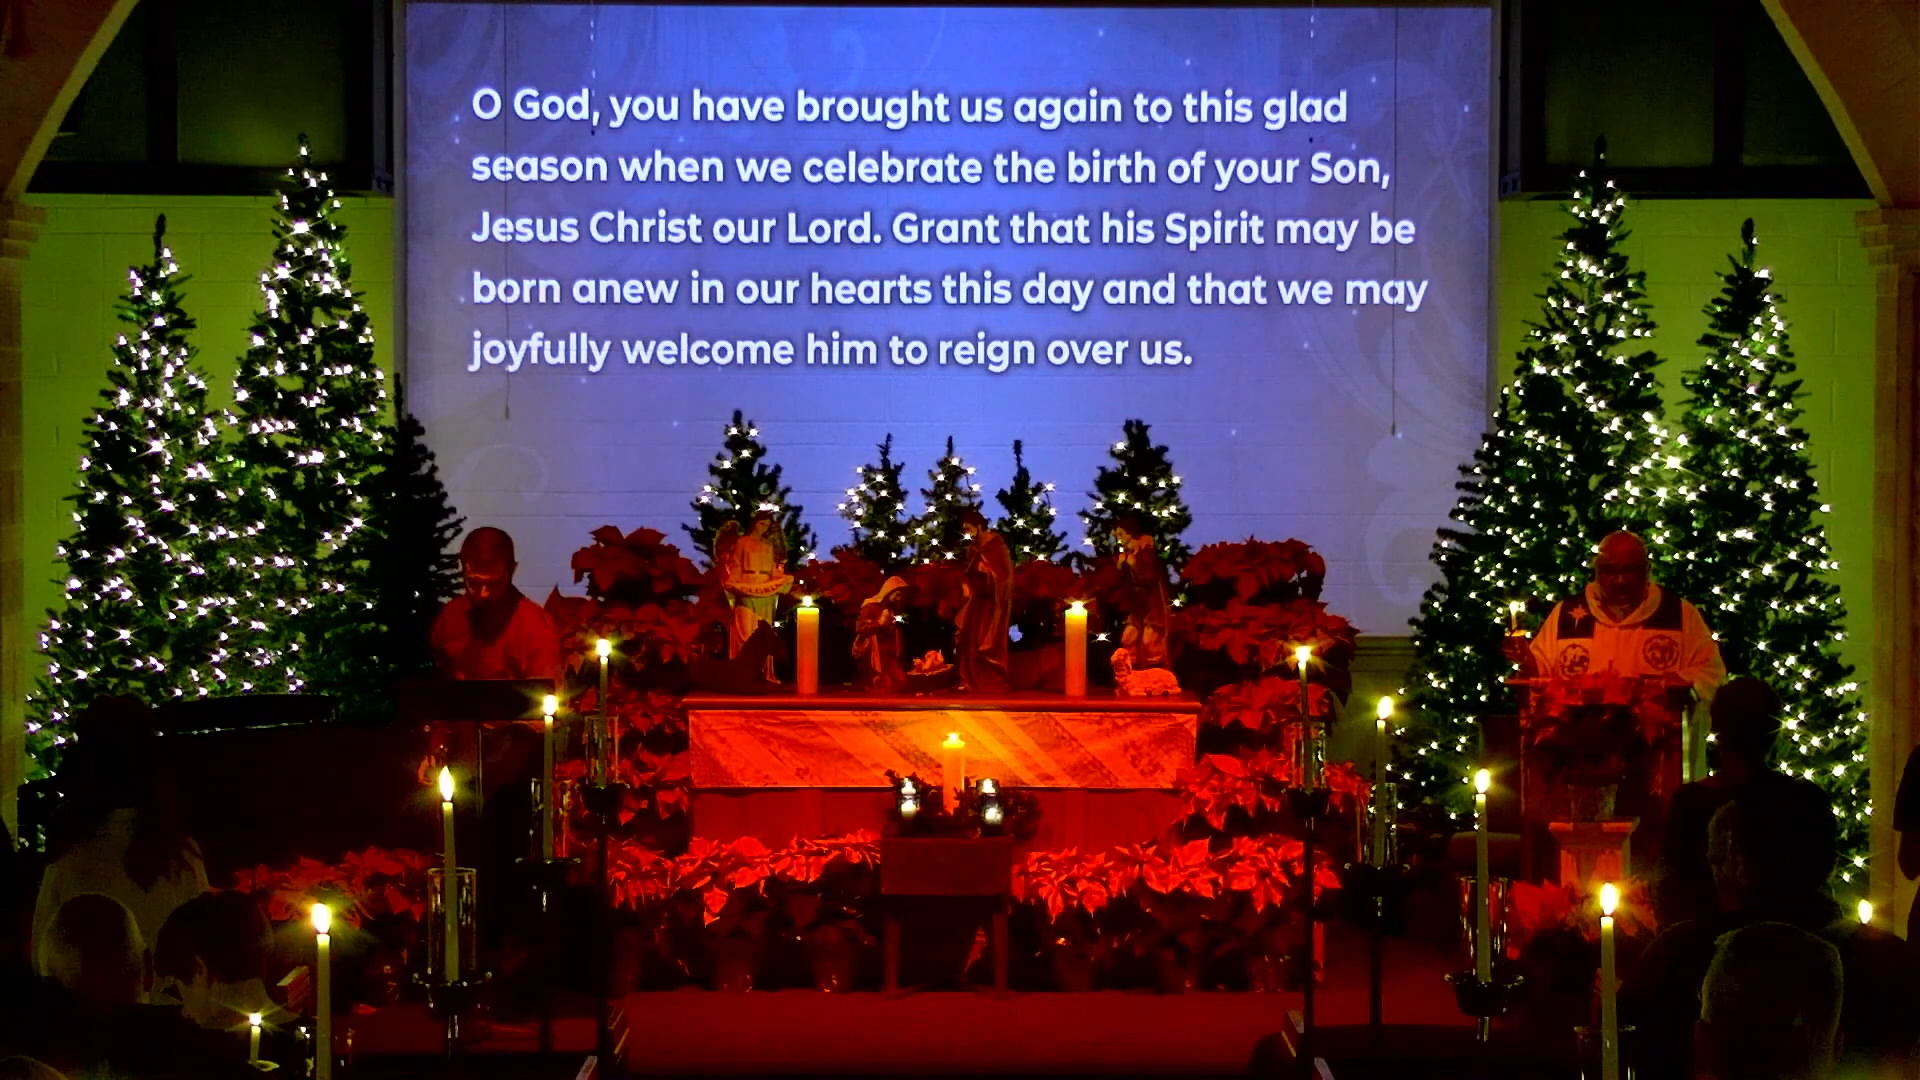 O God, you have brought us again to this glad
season when we celebrate the birth of your Son,
Jesus Christ our Lord. Grant that his Spirit may be
born anew in our hearts this day and that we may
joyfully welcome him to reign over us.
GLORIA